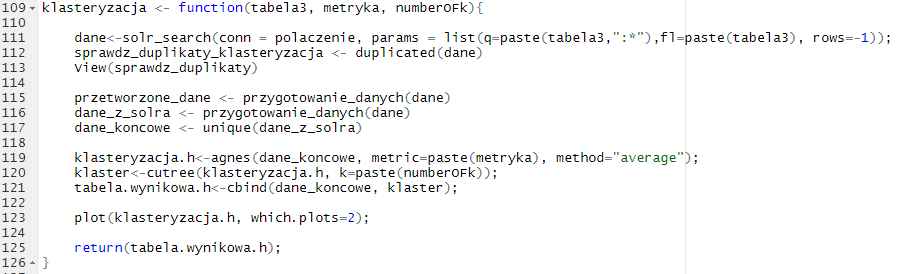 109 klasteryzacja <- function(tabela3, metryka, numberOFk){
110
111 dane<-solr_search(conn = polaczenie, params = list(q=paste(tabela3,":*"),fl=paste(tabela3), rows=-1));
112 sprawdz_duplikaty_klasteryzacja <- duplicated(dane)
113 View(sprawdz_duplikaty)
114
115 przetworzone_dane <- przygotowanie_danych(dane)
116 dane_z_solra <- przygotowanie_danych(dane)
117 dane_koncowe <- unique(dane_z_solra)
118
119 klasteryzacja.h<-agnes(dane_koncowe, metric=paste(metryka), method="average");
120 klaster<-cutree(klasteryzacja.h, k=paste(numberOFk));
121 tabela.wynikowa.h<-cbind(dane_koncowe, klaster);
122
123 plot(klasteryzacja.h, which.plots=2);
124
125 return(tabela.wynikowa.h);
126 }